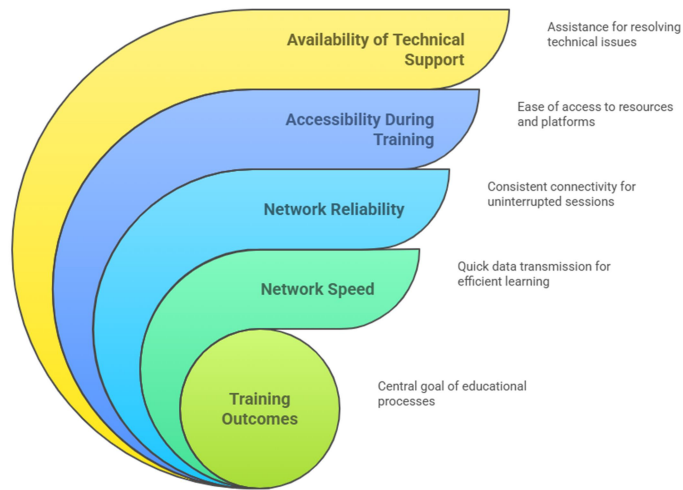 Availability of Technical
Support
Assistance for resolving
technical issues
Accessibility During
Training
Ease of access to resources
and platforms
Network Reliability
Consistent connectivity for
uninterrupted sessions
Network Speed
Quick data transmission for
efficient learning
Training
Outcomes
Central goal of educational
processes